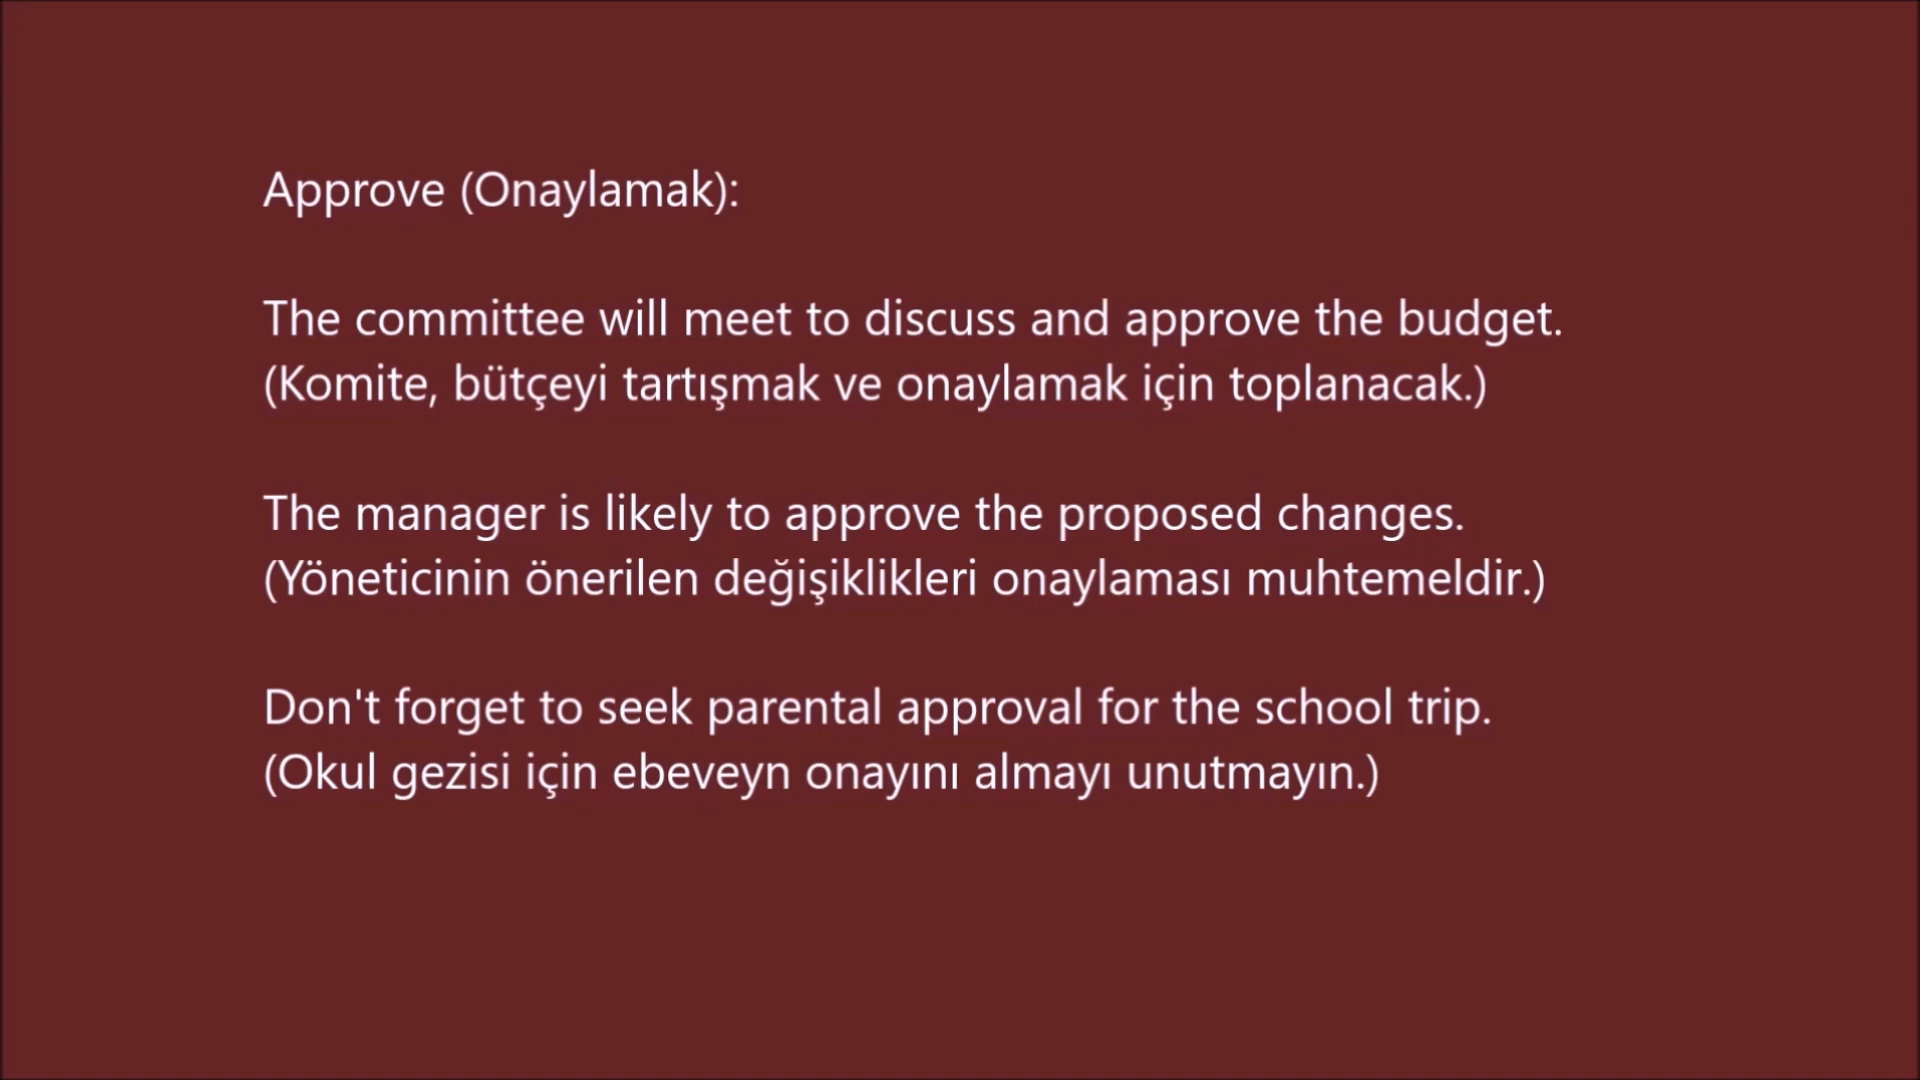 Approve (Onaylamak):
The committee will meet to discuss and approve the budget.
(Komite, bütçeyi tartışmak ve onaylamak için toplanacak.)
The manager is likely to approve the proposed changes.
(Yöneticinin önerilen değişiklikleri onaylaması muhtemeldir.)
Don't forget to seek parental approval for the school trip.
(Okul gezisi için ebeveyn onayını almayı unutmayın.)